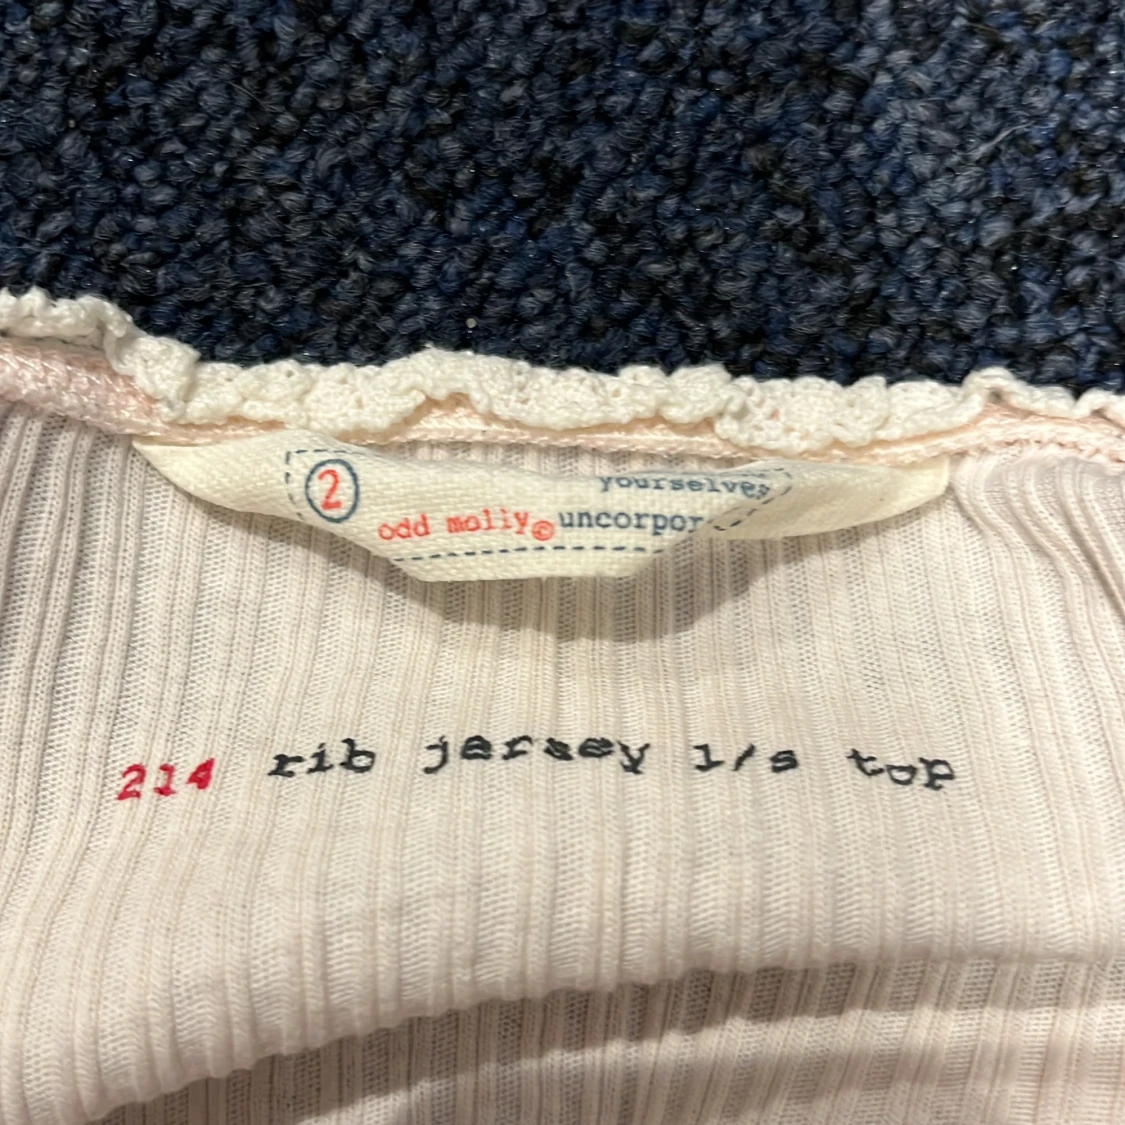 2
yourselves
odd molly© uncorpor
214 rib jersey l/s top